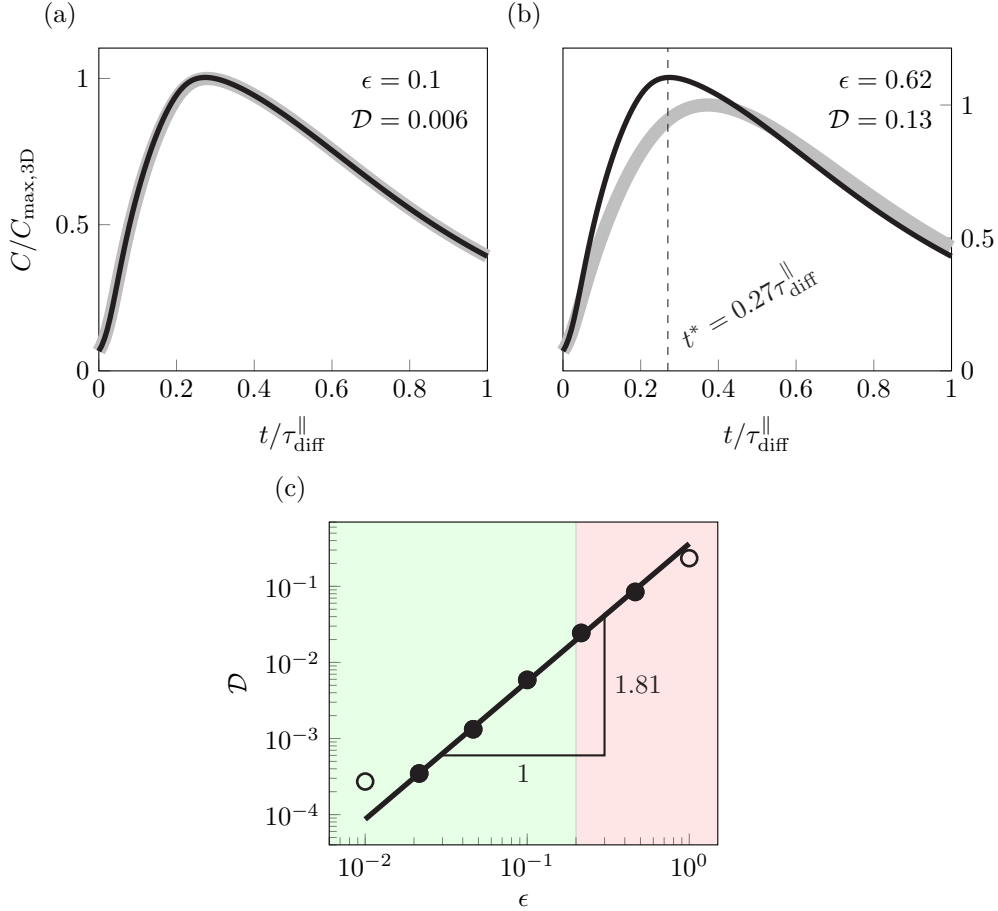 (a)
ϵ = 0.1
𝒟 = 0.006
C/C_max,3D
1
0.5
0
0 0.2 0.4 0.6 0.8 1
t/τ_diff^∥
(b)
ϵ = 0.62
𝒟 = 0.13
t* = 0.27τ_diff^∥
1
0.5
0
0 0.2 0.4 0.6 0.8 1
t/τ_diff^∥
(c)
𝒟
10^−1
10^−2
10^−3
10^−4
1.81
1
10^−2 10^−1 10^0
ϵ